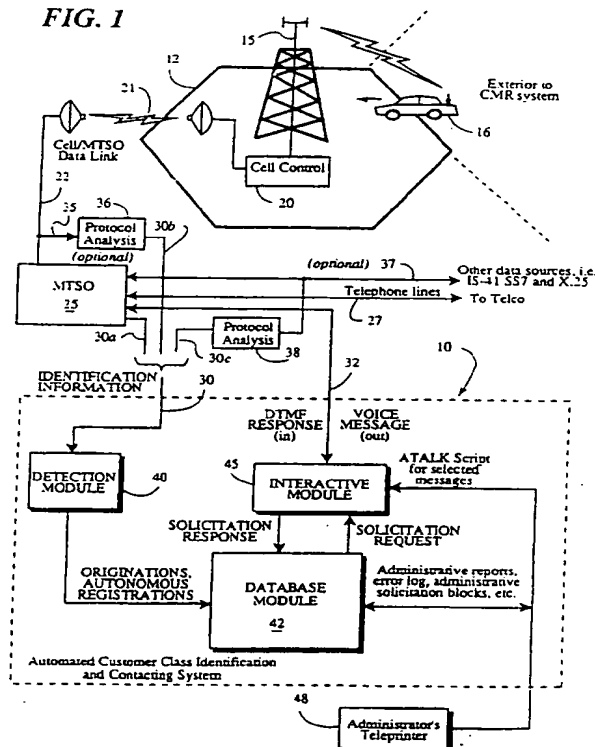 FIG. 1
15
12
21
Exterior to
CMR system
16
Cell/MTSO
Data Link
Cell Control
20
22
35
36
30b
Protocol
Analysis
(optional)
(optional)
37
Other data sources, i.e.
IS-41 SS7 and X.25
MTSO
25
Telephone lines
To Telco
27
30a
30c
Protocol
Analysis
38
32
10
IDENTIFICATION
INFORMATION
30
DTMF
RESPONSE
(in)
VOICE
MESSAGE
(out)
ATALK Script
for selected
messages
DETECTION
MODULE
40
45
INTERACTIVE
MODULE
SOLICITATION
RESPONSE
SOLICITATION
REQUEST
ORIGINATIONS,
AUTONOMOUS
REGISTRATIONS
DATABASE
MODULE
42
Administrative reports,
error log, administrative
solicitation blocks, etc.
Automated Customer Class Identification
and Contacting System
48
Administrator's
Teleprinter